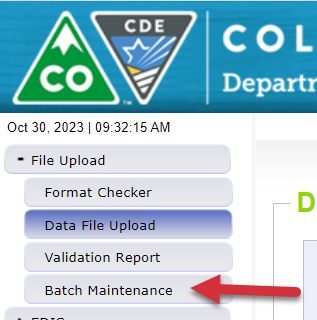 CDE
CO
COL
Departm
Oct 30, 2023 | 09:32:15 AM
- File Upload
Format Checker
Data File Upload
Validation Report
Batch Maintenance
D